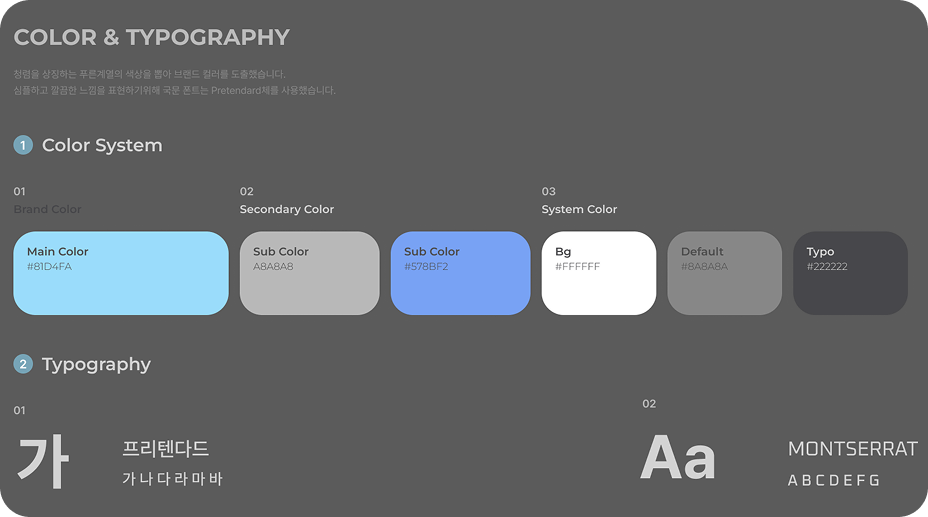 COLOR & TYPOGRAPHY
청렴을 상징하는 푸른계열의 색상을 뽑아 브랜드 컬러를 도출했습니다.
심플하고 깔끔한 느낌을 표현하기위해 국문 폰트는 Pretendard체를 사용했습니다.
1 Color System
01
Brand Color
02
Secondary Color
03
System Color
Main Color
#81D4FA
Sub Color
A8A8A8
Sub Color
#578BF2
Bg
#FFFFFF
Default
#8A8A8A
Typo
#222222
2 Typography
01
가
프리텐다드
가 나 다 라 마 바
02
Aa
MONTSERRAT
A B C D E F G